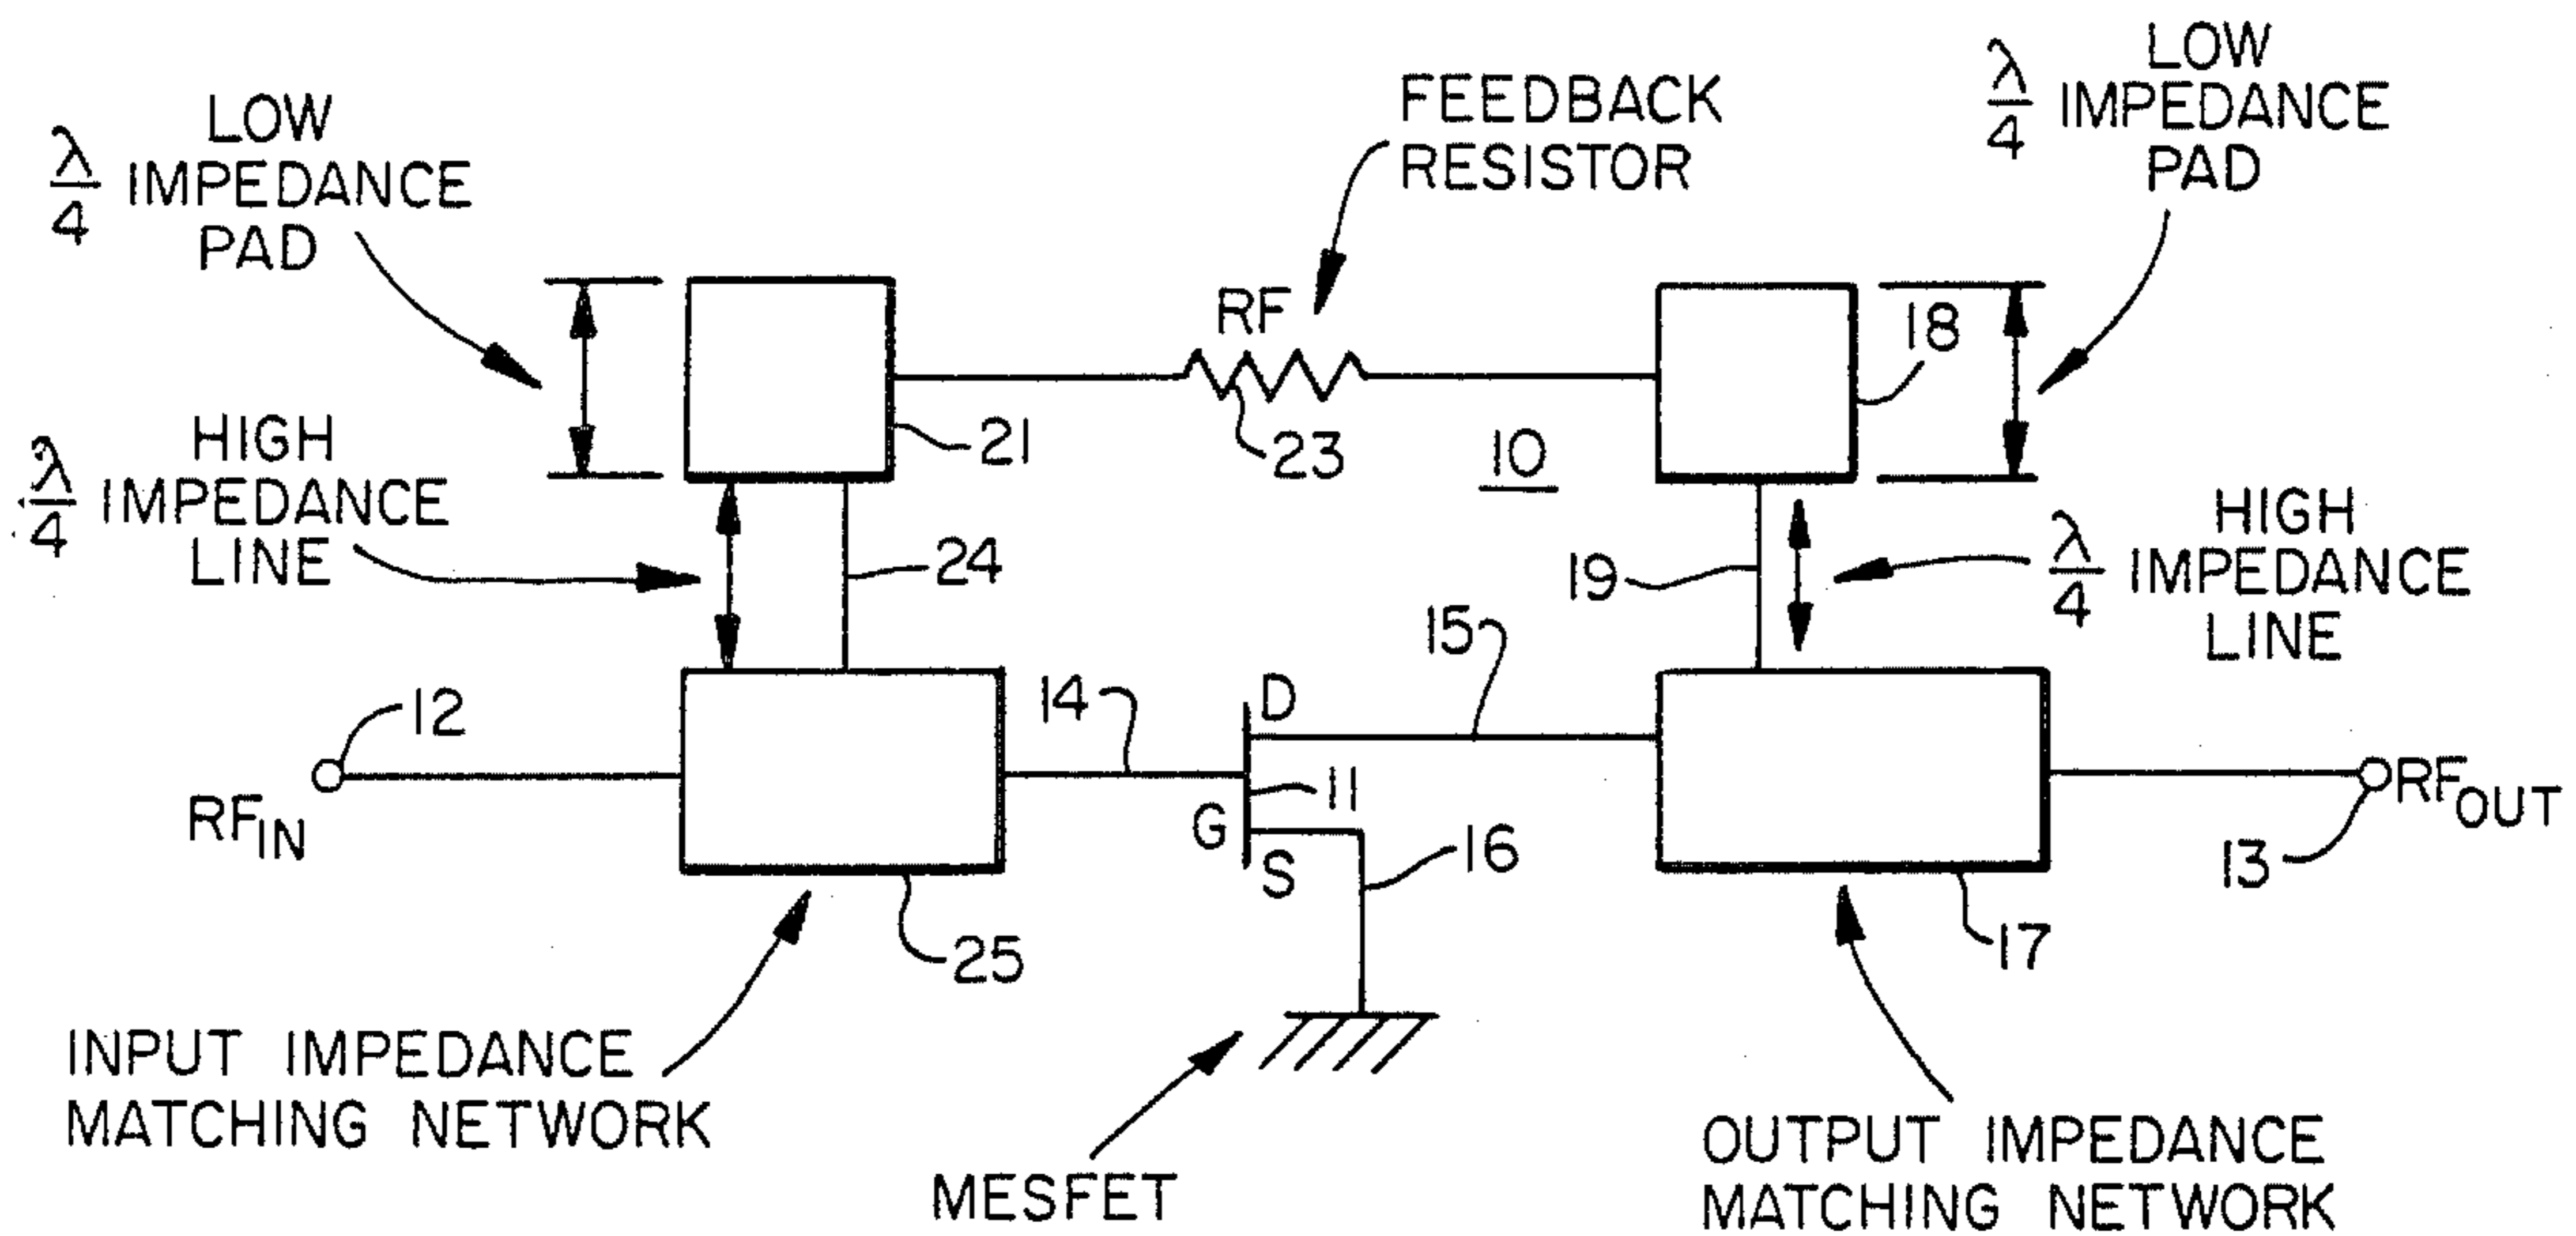 LOW
λ/4 IMPEDANCE
PAD
FEEDBACK
RESISTOR
LOW
λ/4 IMPEDANCE
PAD
RF
18
21
23
10
HIGH
λ/4 IMPEDANCE
LINE
24
19
HIGH
λ/4 IMPEDANCE
LINE
15
12
14
D
11
G
S
16
RF_IN
RF_OUT
13
25
17
INPUT IMPEDANCE
MATCHING NETWORK
MESFET
OUTPUT IMPEDANCE
MATCHING NETWORK